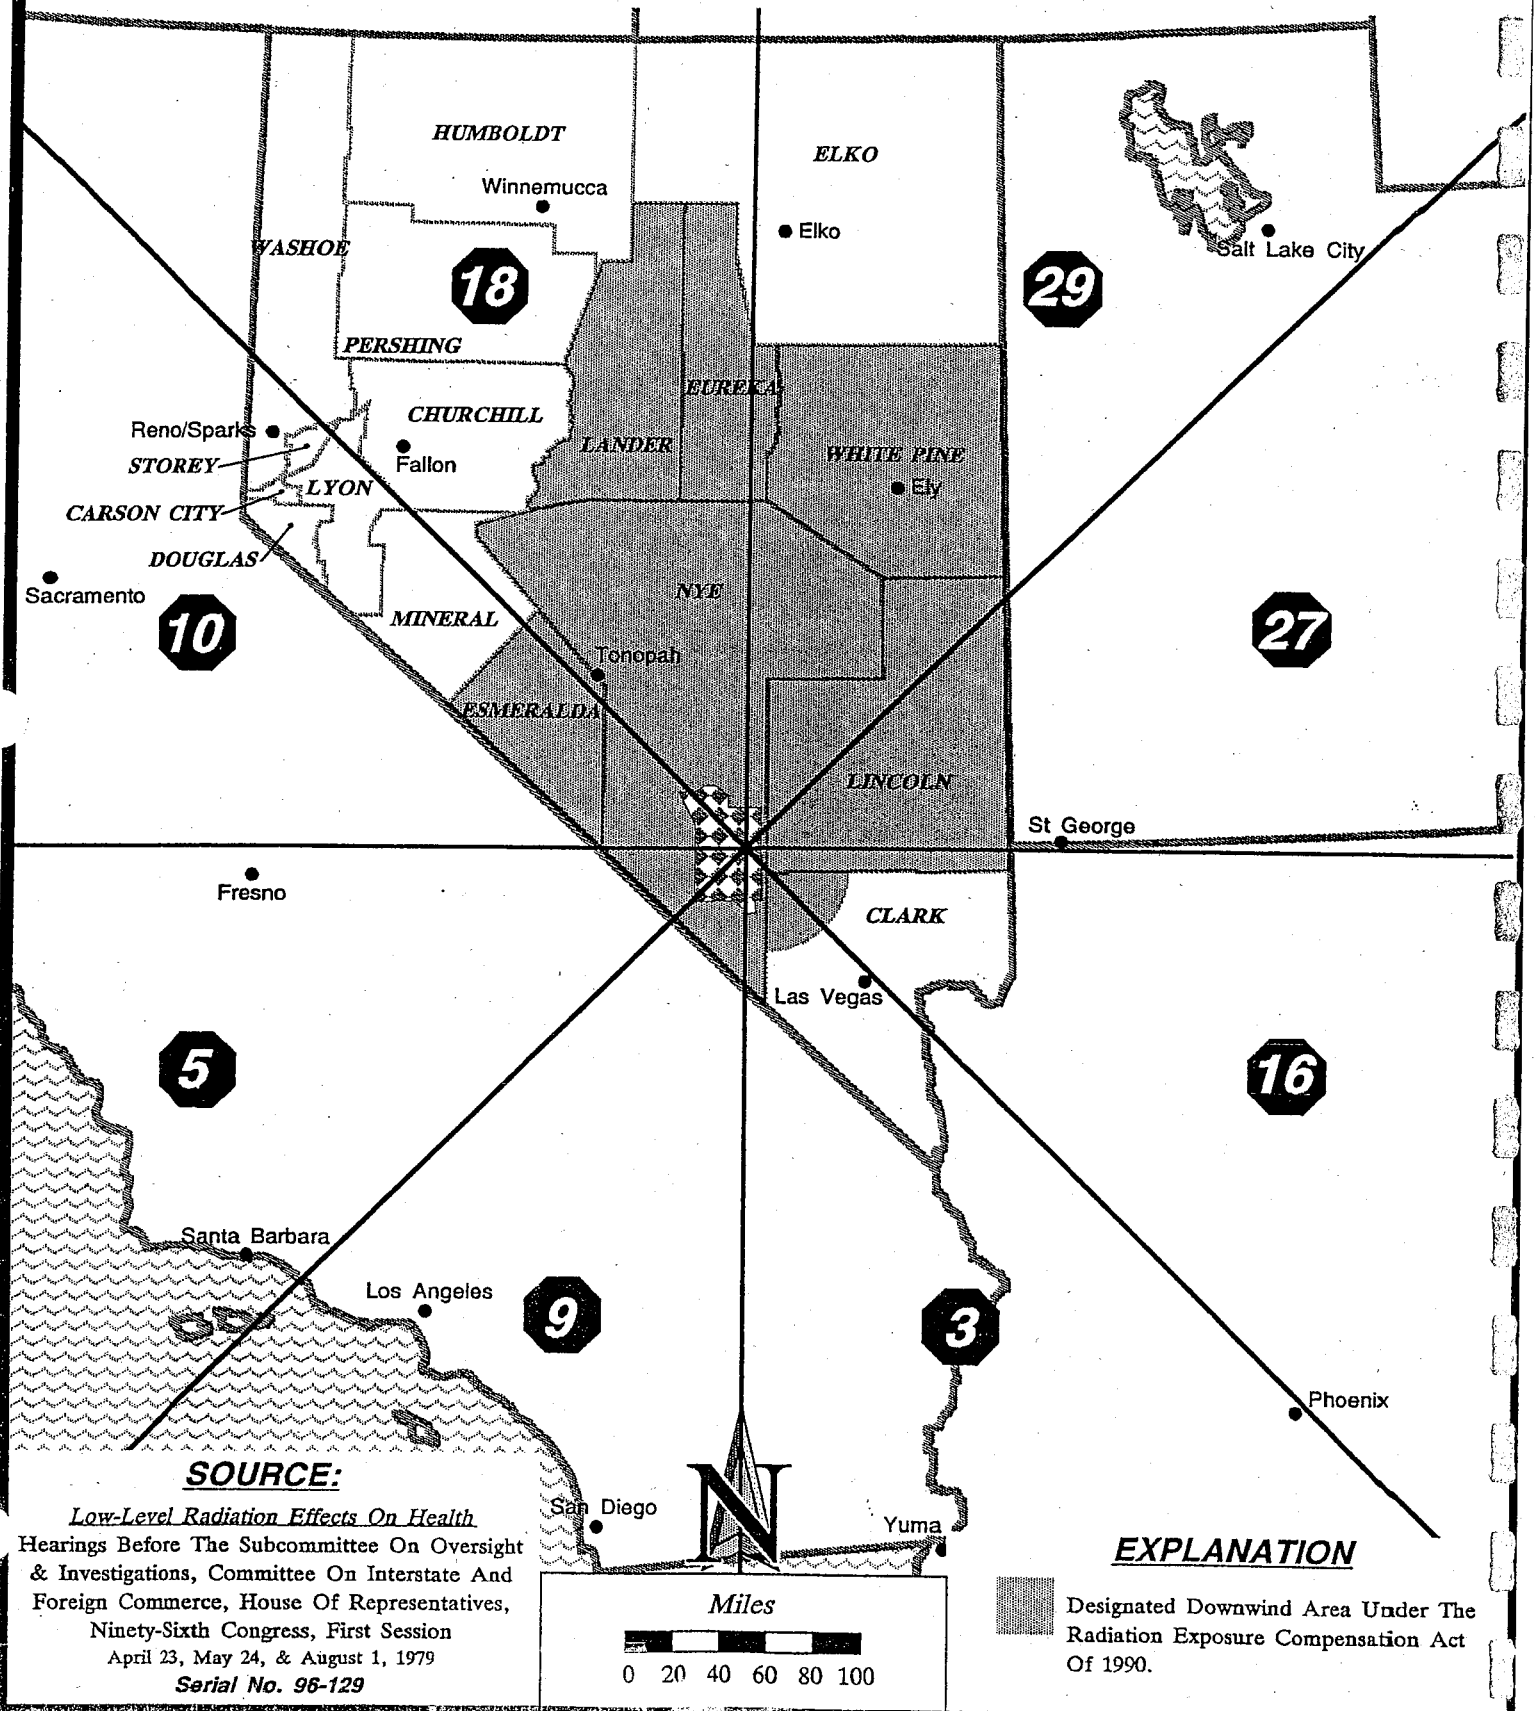 HUMBOLDT
ELKO
Winnemucca
Elko
WASHOE
Salt Lake City
18
29
PERSHING
EUREKA
CHURCHILL
Reno/Sparks
LANDER
WHITE PINE
Fallon
STOREY
LYON
Ely
CARSON CITY
DOUGLAS
Sacramento
NYE
MINERAL
10
27
Tonopah
ESMERALDA
LINCOLN
St George
Fresno
CLARK
Las Vegas
5
16
Santa Barbara
Los Angeles
9
3
Phoenix
SOURCE:
Low-Level Radiation Effects On Health
Hearings Before The Subcommittee On Oversight
& Investigations, Committee On Interstate And
Foreign Commerce, House Of Representatives,
Ninety-Sixth Congress, First Session
April 23, May 24, & August 1, 1979
Serial No. 96-129
San Diego
N
Yuma
Miles
0 20 40 60 80 100
EXPLANATION
Designated Downwind Area Under The
Radiation Exposure Compensation Act
Of 1990.